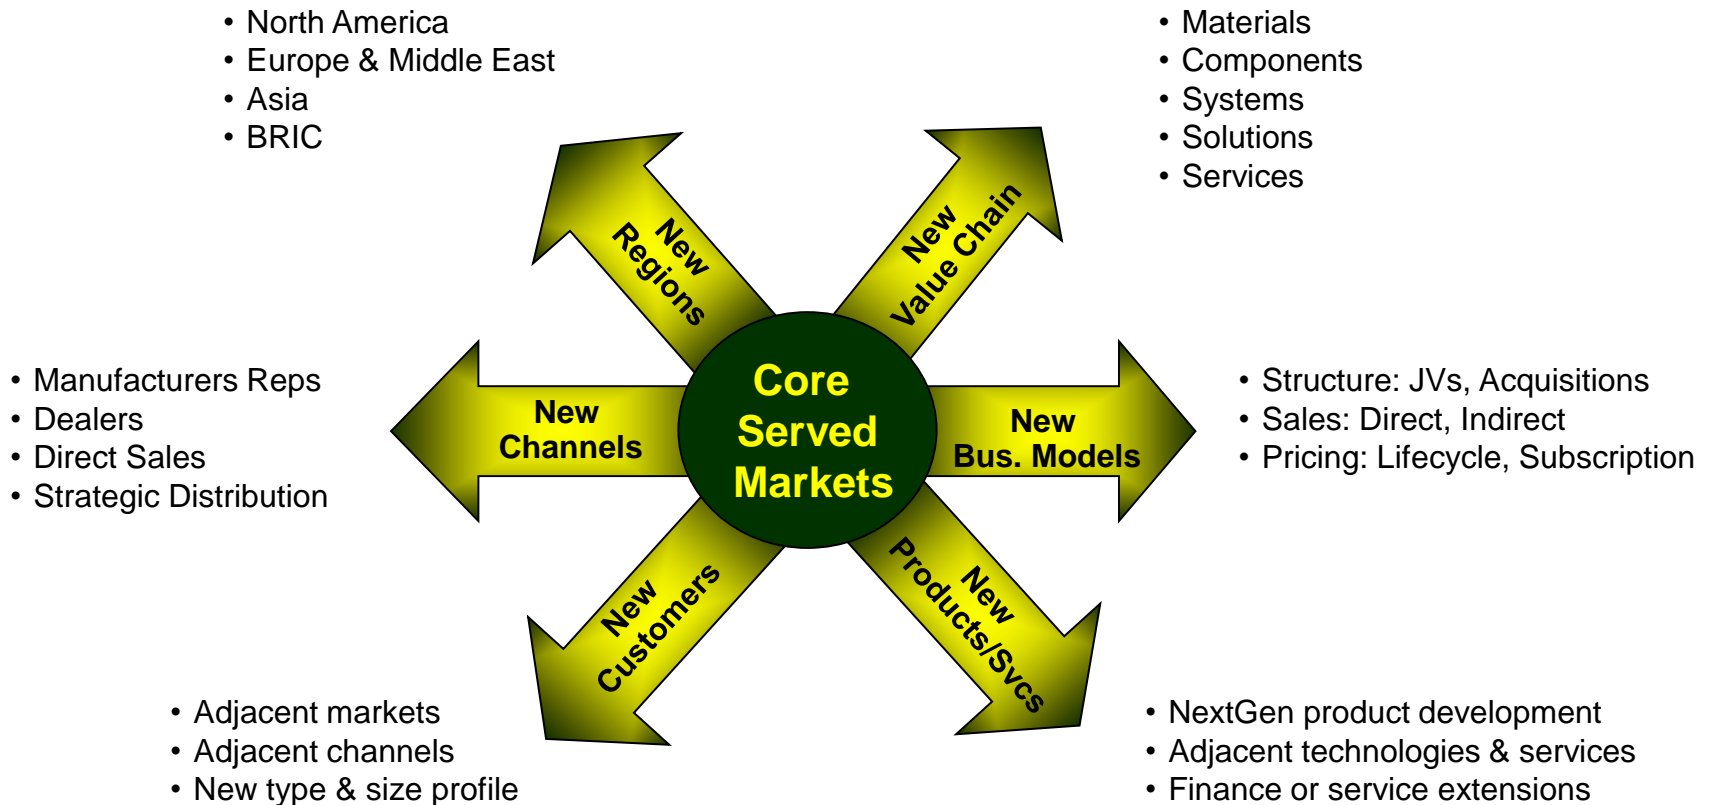 • North America
• Europe & Middle East
• Asia
• BRIC
• Materials
• Components
• Systems
• Solutions
• Services
New
Regions
New
Value Chain
• Manufacturers Reps
• Dealers
• Direct Sales
• Strategic Distribution
New
Channels
Core
Served
Markets
New
Bus. Models
• Structure: JVs, Acquisitions
• Sales: Direct, Indirect
• Pricing: Lifecycle, Subscription
New
Customers
New
Products/Svcs
• Adjacent markets
• Adjacent channels
• New type & size profile
• NextGen product development
• Adjacent technologies & services
• Finance or service extensions